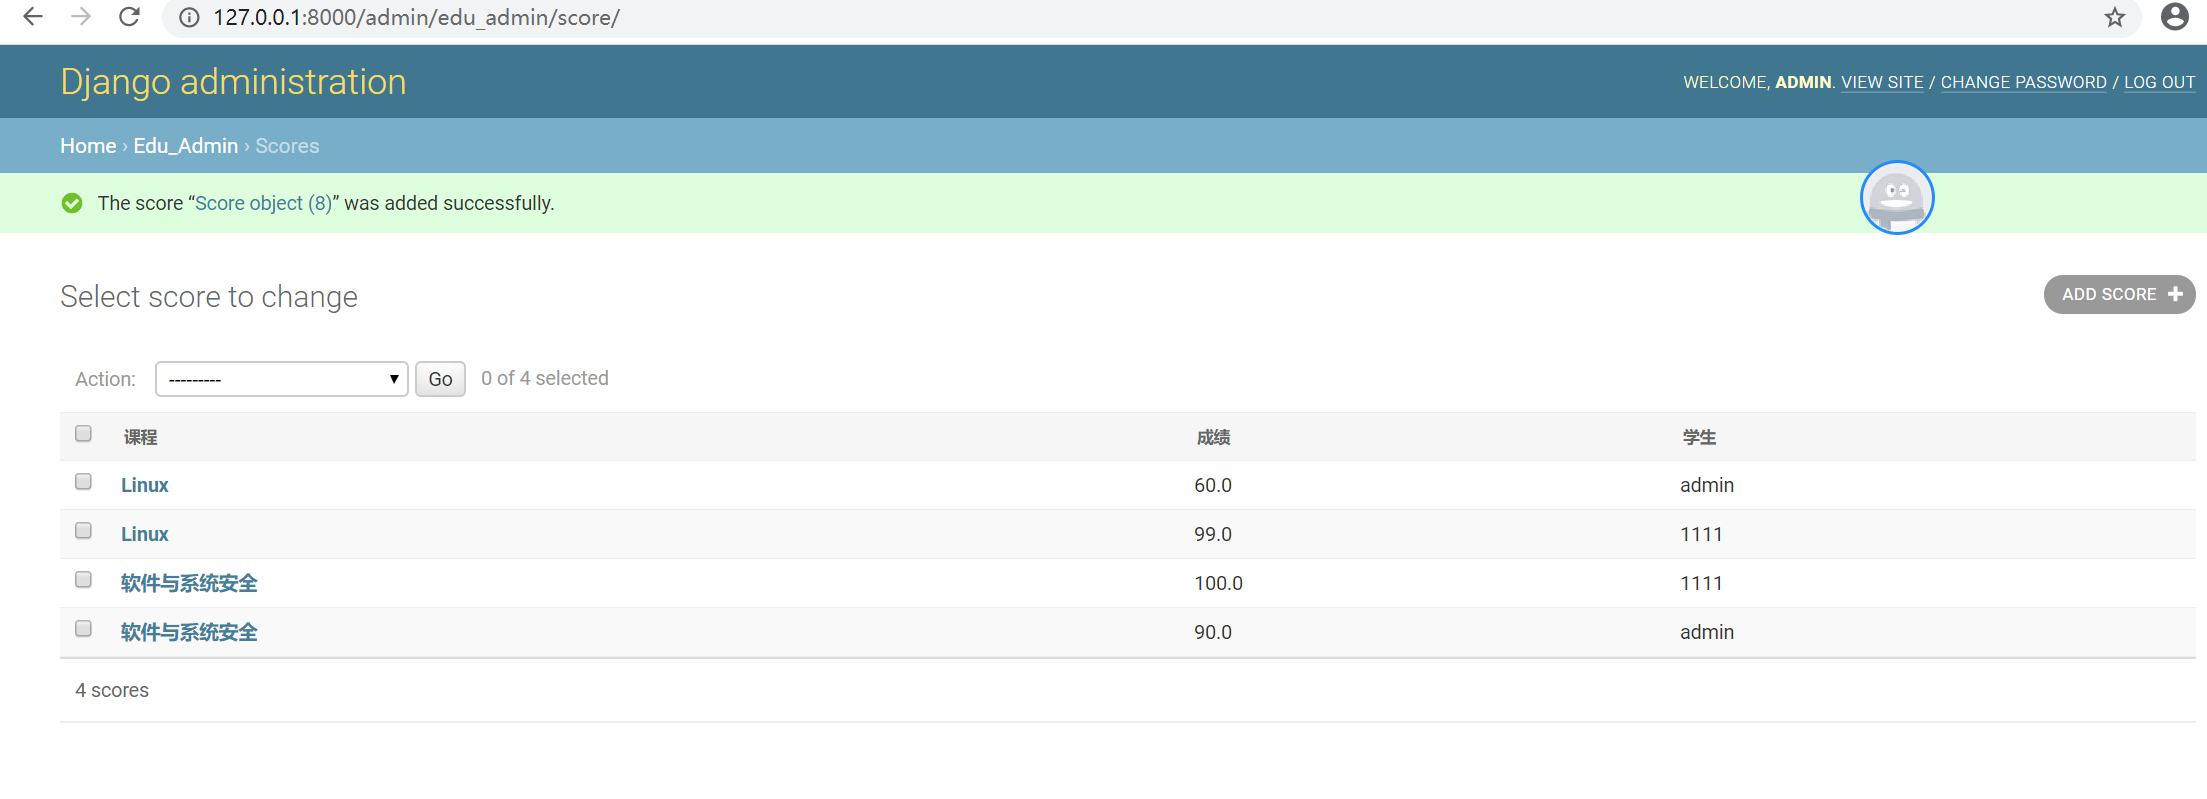 127.0.0.1:8000/admin/edu_admin/score/
Django administration
WELCOME, ADMIN. VIEW SITE / CHANGE PASSWORD / LOG OUT
Home › Edu_Admin › Scores
The score “Score object (8)” was added successfully.
Select score to change
ADD SCORE
Action: --------- Go 0 of 4 selected
课程 成绩 学生
Linux 60.0 admin
Linux 99.0 1111
软件与系统安全 100.0 1111
软件与系统安全 90.0 admin
4 scores